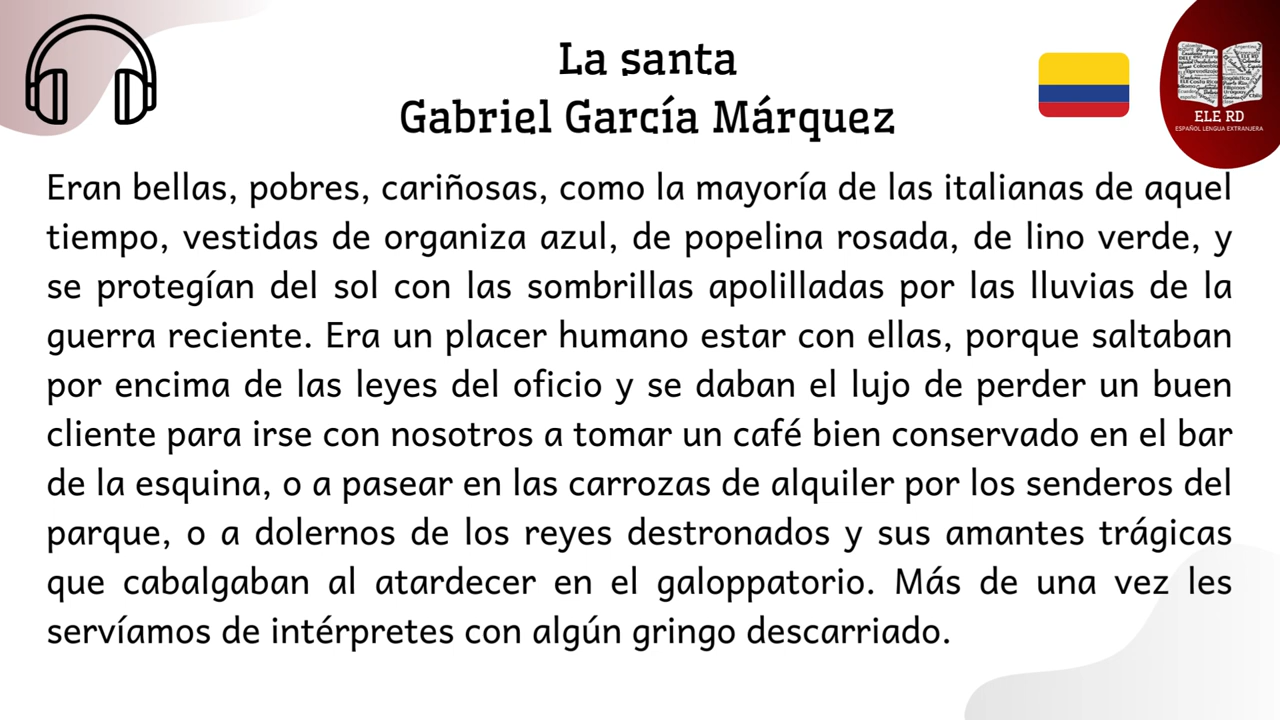 La santa
Gabriel García Márquez
ELE RD
ESPAÑOL LENGUA EXTRANJERA
Eran bellas, pobres, cariñosas, como la mayoría de las italianas de aquel
tiempo, vestidas de organiza azul, de popelina rosada, de lino verde, y
se protegían del sol con las sombrillas apolilladas por las lluvias de la
guerra reciente. Era un placer humano estar con ellas, porque saltaban
por encima de las leyes del oficio y se daban el lujo de perder un buen
cliente para irse con nosotros a tomar un café bien conservado en el bar
de la esquina, o a pasear en las carrozas de alquiler por los senderos del
parque, o a dolernos de los reyes destronados y sus amantes trágicas
que cabalgaban al atardecer en el galoppatorio. Más de una vez les
servíamos de intérpretes con algún gringo descarriado.